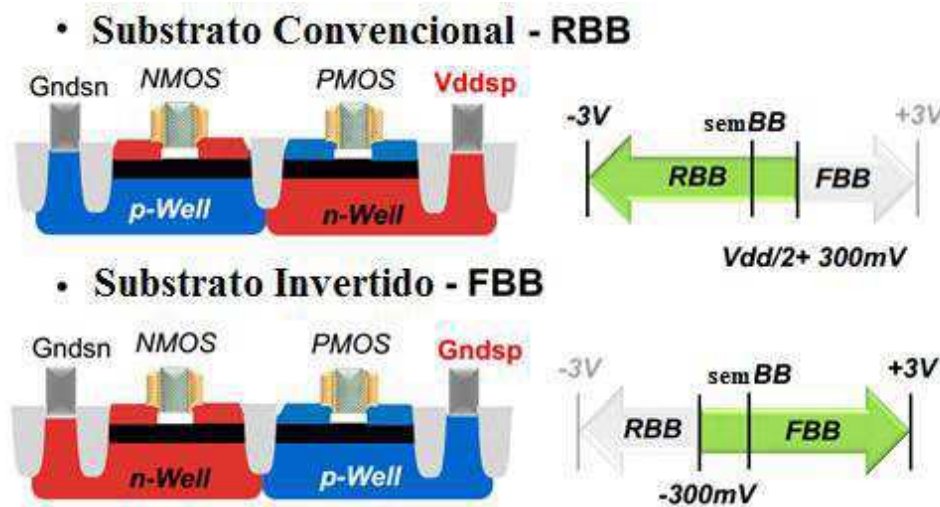 • Substrato Convencional - RBB
Gndsn NMOS PMOS Vddsp
-3V semBB +3V
RBB FBB
p-Well n-Well
Vdd/2+ 300mV
• Substrato Invertido - FBB
Gndsn NMOS PMOS Gndsp
-3V semBB +3V
RBB FBB
n-Well p-Well
-300mV